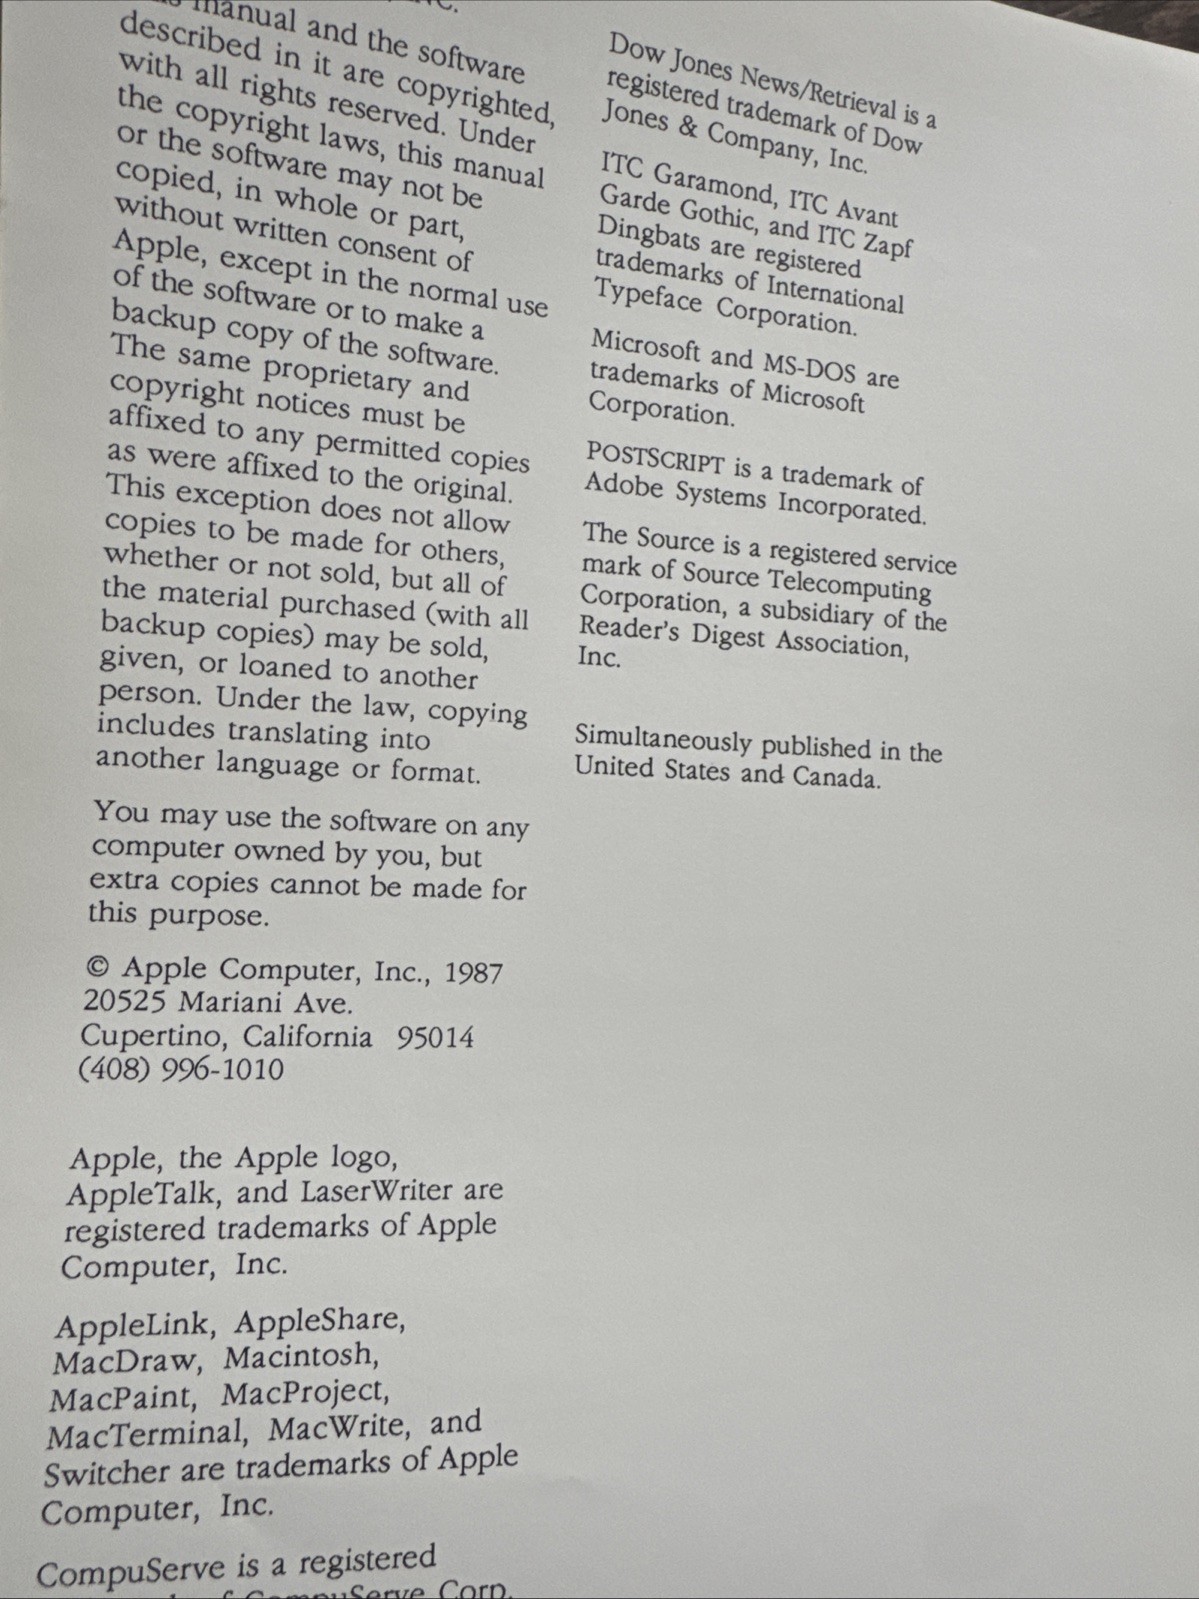 manual and the software
described in it are copyrighted,
with all rights reserved. Under
the copyright laws, this manual
or the software may not be
copied, in whole or part,
without written consent of
Apple, except in the normal use
of the software or to make a
backup copy of the software.
The same proprietary and
copyright notices must be
affixed to any permitted copies
as were affixed to the original.
This exception does not allow
copies to be made for others,
whether or not sold, but all of
the material purchased (with all
backup copies) may be sold,
given, or loaned to another
person. Under the law, copying
includes translating into
another language or format.
You may use the software on any
computer owned by you, but
extra copies cannot be made for
this purpose.
© Apple Computer, Inc., 1987
20525 Mariani Ave.
Cupertino, California 95014
(408) 996-1010
Apple, the Apple logo,
AppleTalk, and LaserWriter are
registered trademarks of Apple
Computer, Inc.
AppleLink, AppleShare,
MacDraw, Macintosh,
MacPaint, MacProject,
MacTerminal, MacWrite, and
Switcher are trademarks of Apple
Computer, Inc.
CompuServe is a registered
of CompuServe Corp.
Dow Jones News/Retrieval is a
registered trademark of Dow
Jones & Company, Inc.
ITC Garamond, ITC Avant
Garde Gothic, and ITC Zapf
Dingbats are registered
trademarks of International
Typeface Corporation.
Microsoft and MS-DOS are
trademarks of Microsoft
Corporation.
POSTSCRIPT is a trademark of
Adobe Systems Incorporated.
The Source is a registered service
mark of Source Telecomputing
Corporation, a subsidiary of the
Reader's Digest Association,
Inc.
Simultaneously published in the
United States and Canada.